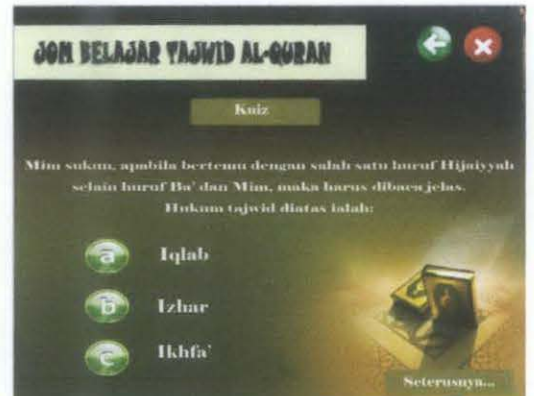 JOM BELAJAR TAJWID AL-QURAN
Kuiz
Mim sukun, apabila bertemu dengan salah satu huruf Hijaiyyah
selain huruf Ba' dan Mim, maka harus dibaca jelas.
Hukum tajwid diatas ialah:
a Iqlab
b Izhar
c Ikhfa'
Seterusnya...